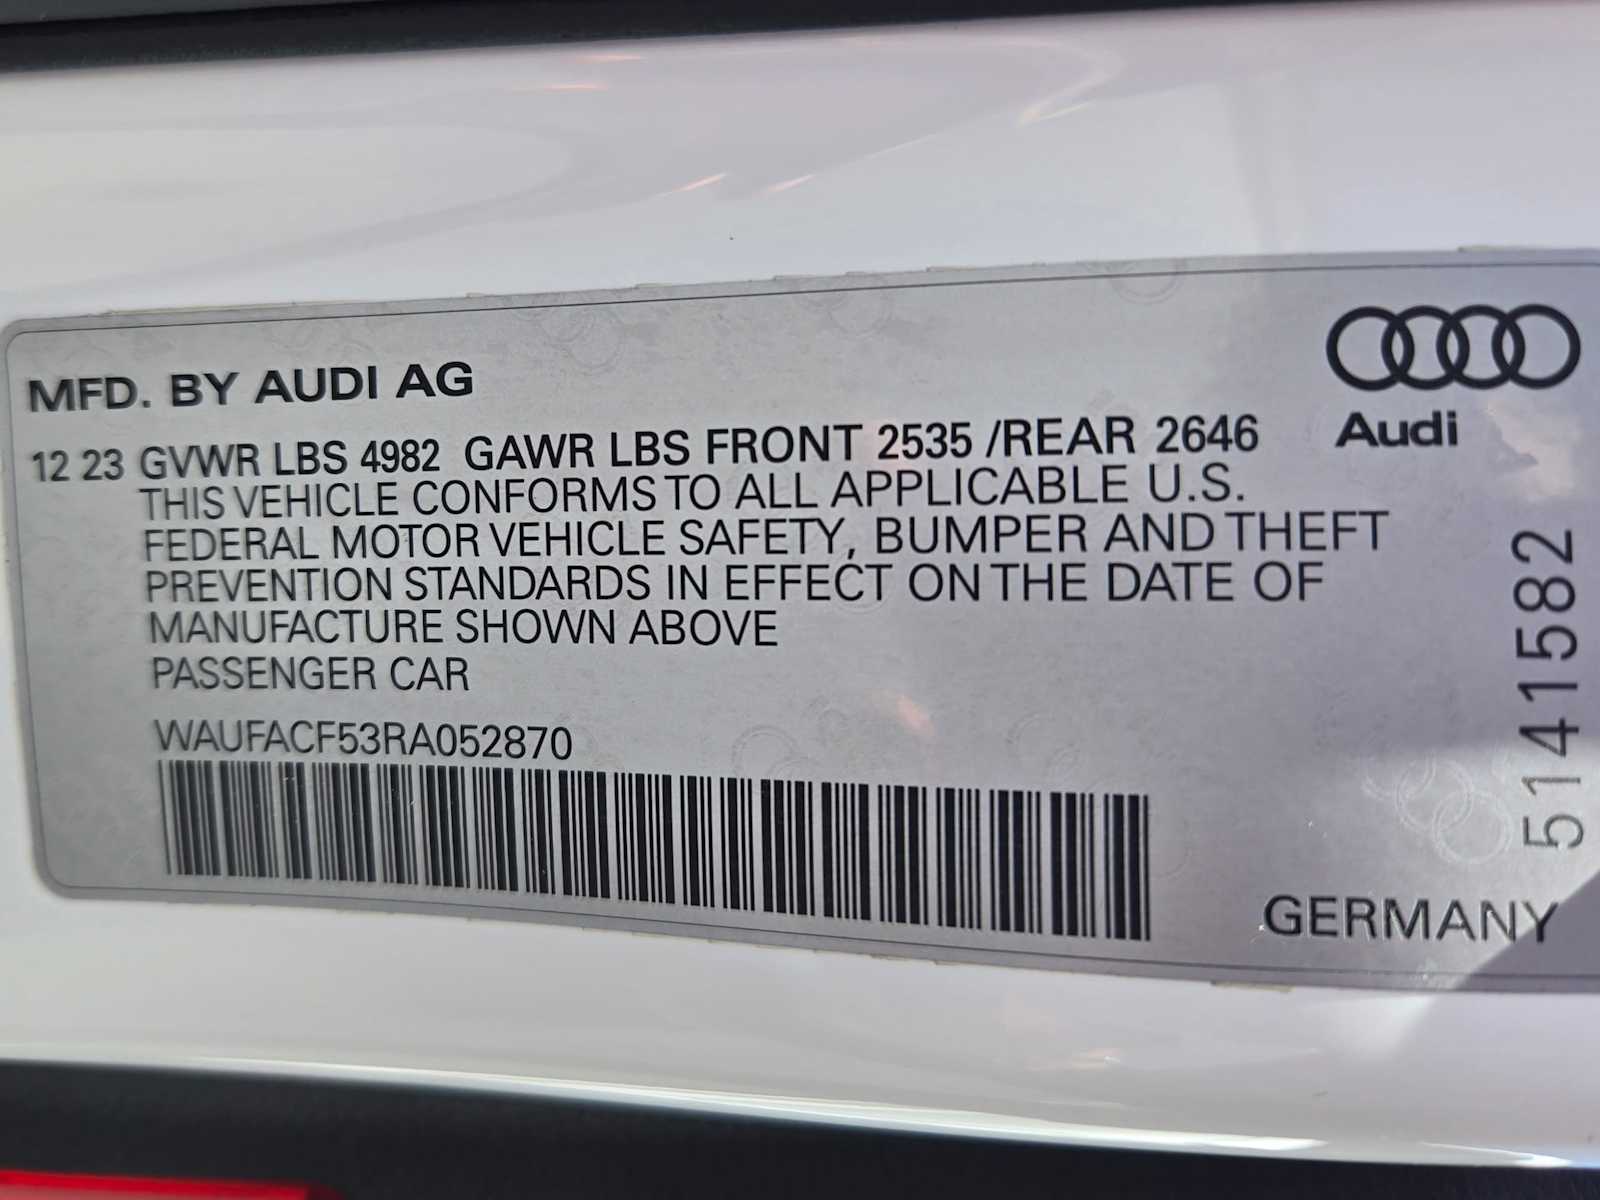 MFD. BY AUDI AG
Audi
12 23 GVWR LBS 4982 GAWR LBS FRONT 2535 /REAR 2646
THIS VEHICLE CONFORMS TO ALL APPLICABLE U.S.
FEDERAL MOTOR VEHICLE SAFETY, BUMPER AND THEFT
PREVENTION STANDARDS IN EFFECT ON THE DATE OF
MANUFACTURE SHOWN ABOVE
PASSENGER CAR
WAUFACF53RA052870
5141582
GERMANY